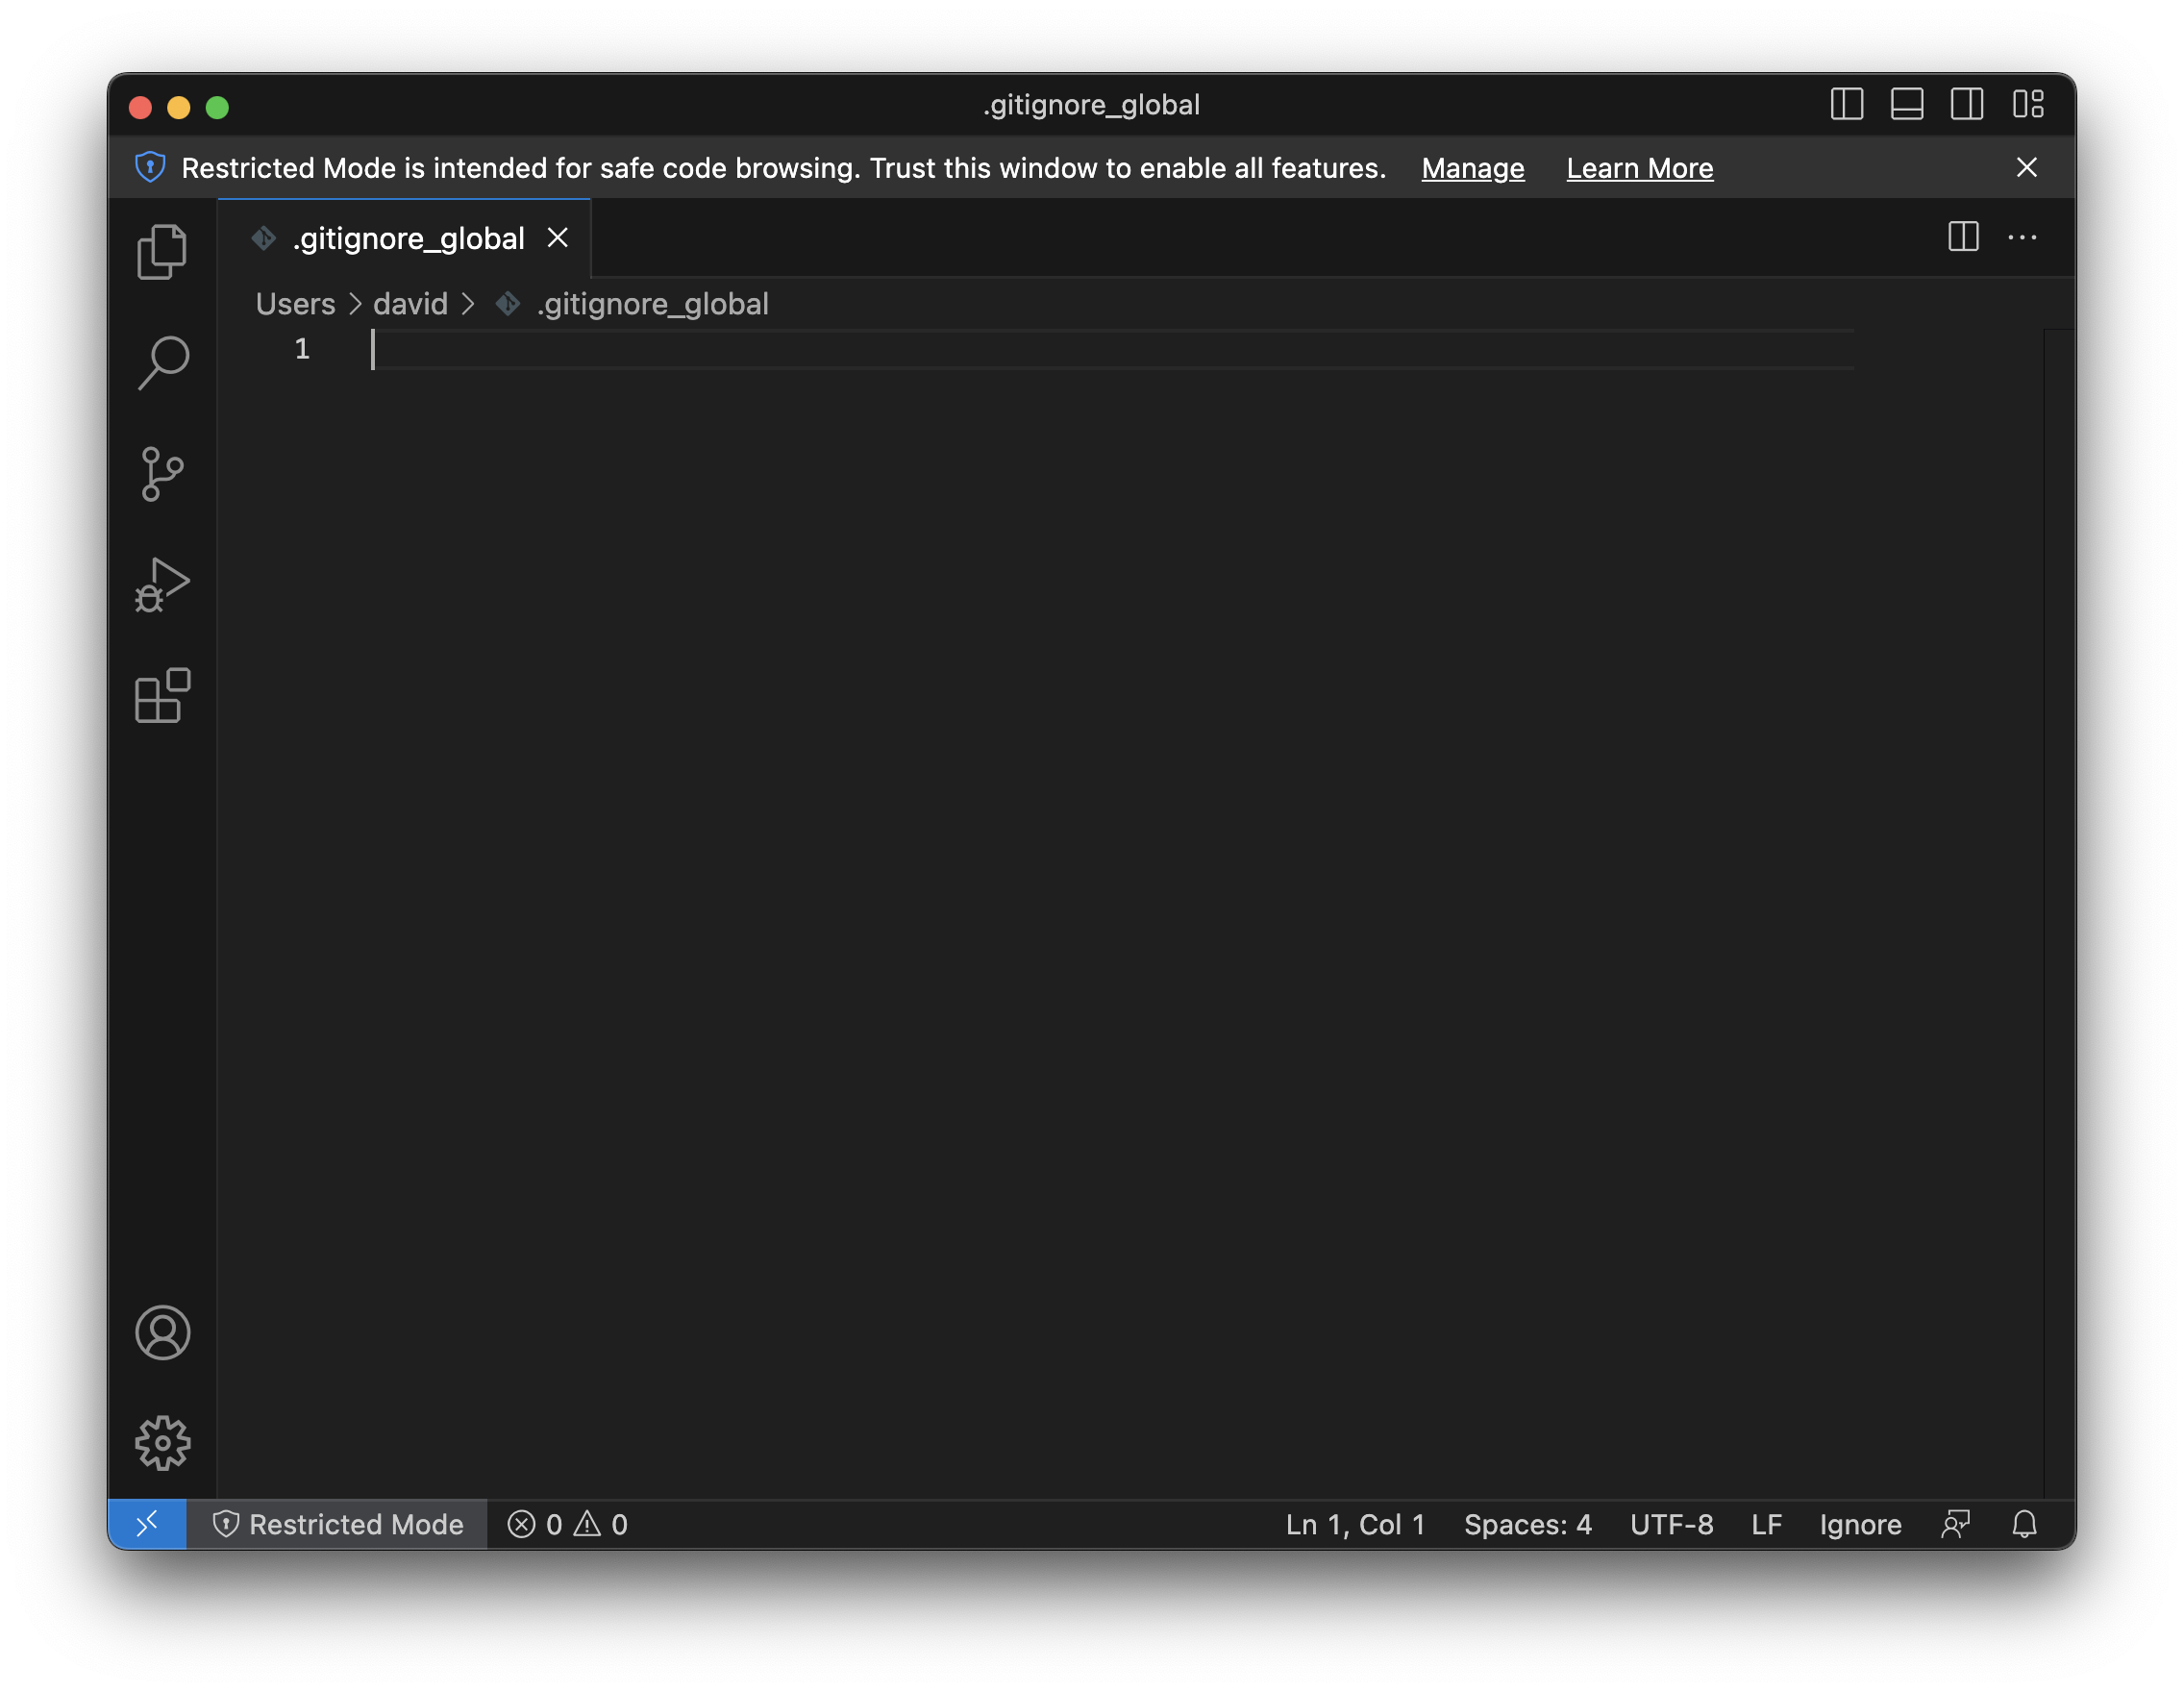 .gitignore_global
Restricted Mode is intended for safe code browsing. Trust this window to enable all features. Manage Learn More
.gitignore_global
Users > david > .gitignore_global
1
Restricted Mode 0 0 Ln 1, Col 1 Spaces: 4 UTF-8 LF Ignore